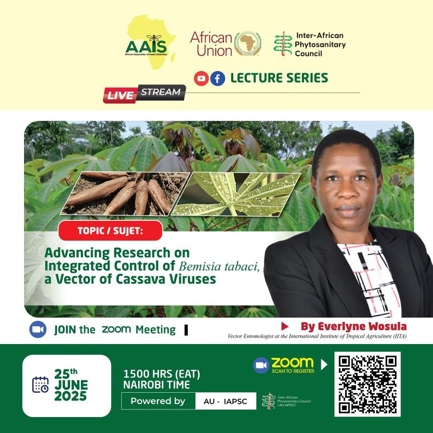 AAIS
African Union
Inter-African
Phytosanitary
Council
LIVE STREAM
LECTURE SERIES
TOPIC / SUJET:
Advancing Research on
Integrated Control of Bemisia tabaci,
a Vector of Cassava Viruses
JOIN the zoom Meeting
By Everlyne Wosula
Vector Entomologist at the International Institute of Tropical Agriculture (IITA)
25th
JUNE
2025
1500 HRS (EAT)
NAIROBI TIME
Powered by AU - IAPSC
zoom
SCAN TO REGISTER